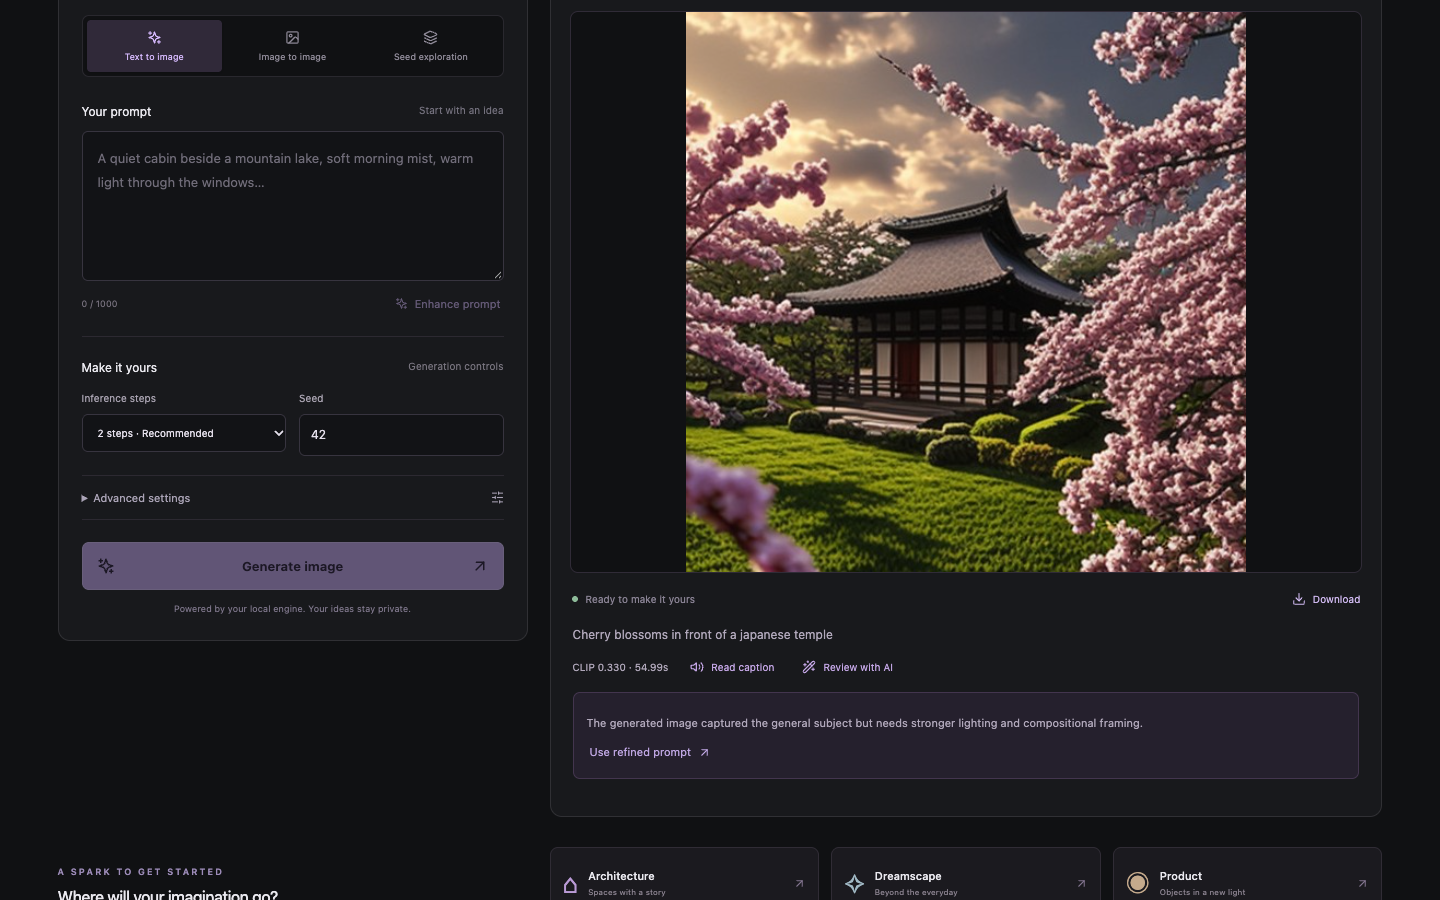 Text to image
Image to image
Seed exploration
Your prompt
Start with an idea
A quiet cabin beside a mountain lake, soft morning mist, warm
light through the windows...
0 / 1000
Enhance prompt
Make it yours
Generation controls
Inference steps
Seed
2 steps · Recommended
42
Advanced settings
Generate image
Powered by your local engine. Your ideas stay private.
Ready to make it yours
Download
Cherry blossoms in front of a japanese temple
CLIP 0.330 · 54.99s
Read caption
Review with AI
The generated image captured the general subject but needs stronger lighting and compositional framing.
Use refined prompt
A SPARK TO GET STARTED
Where will your imagination go?
Architecture
Spaces with a story
Dreamscape
Beyond the everyday
Product
Objects in a new light